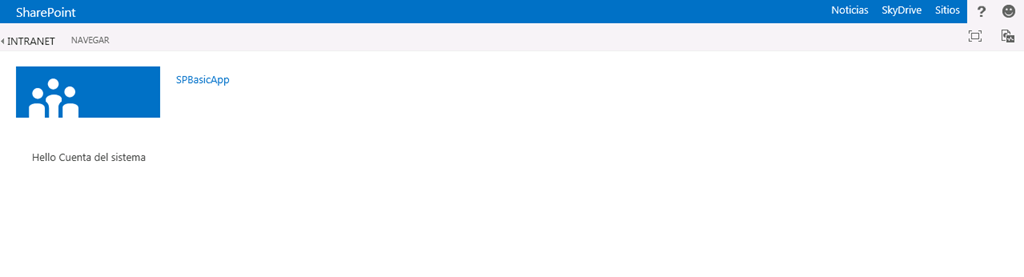 SharePoint
Noticias SkyDrive Sitios ?
INTRANET NAVEGAR
SPBasicApp
Hello Cuenta del sistema